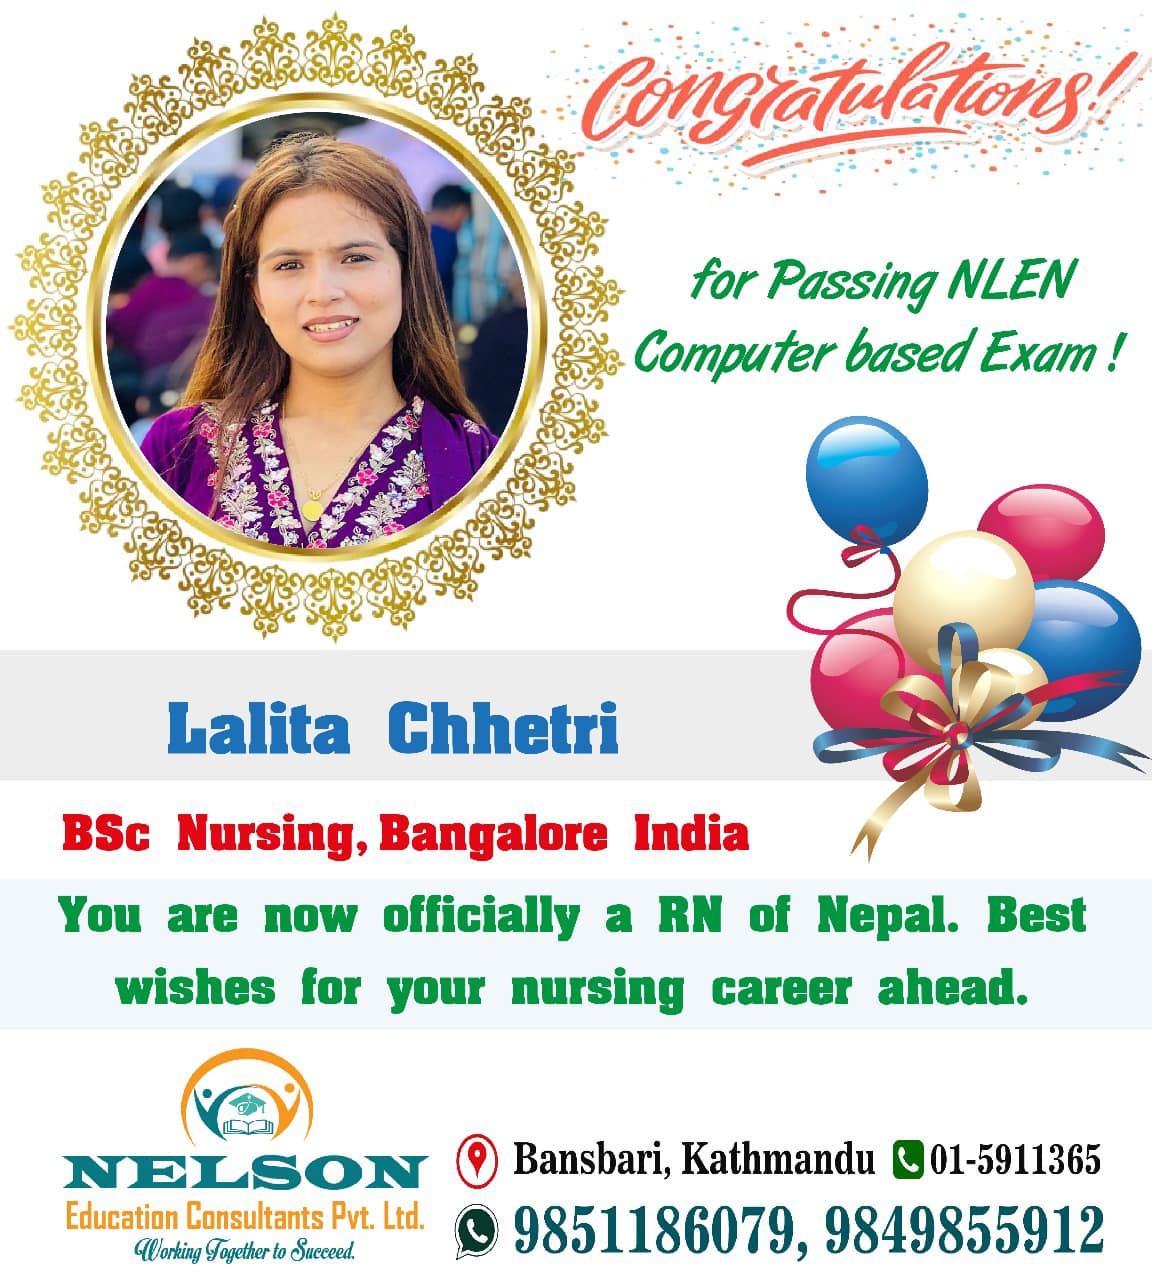 Congratulations!
for Passing NLEN
Computer based Exam !
Lalita Chhetri
BSc Nursing, Bangalore India
You are now officially a RN of Nepal. Best
wishes for your nursing career ahead.
NELSON
Education Consultants Pvt. Ltd.
Working Together to Succeed.
Bansbari, Kathmandu 01-5911365
9851186079, 9849855912